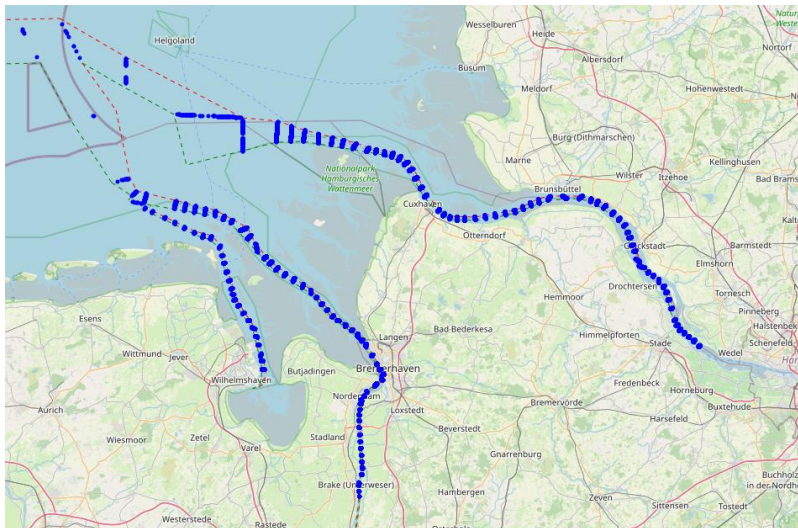 Wesselburen
Heide
Albersdorf
Nortorf
Helgoland
Büsum
Meldorf
Hohenwestedt
Burg (Dithmarschen)
Kellinghusen
Marne
Wilster
Itzehoe
Nationalpark
Hamburgisches
Wattenmeer
Brunsbüttel
Bad Brams
Cuxhaven
Otterndorf
Glückstadt
Barmstedt
Elmshorn
Drochtersen
Tornesch
Hemmoor
Pinneberg
Esens
Halstenbek
Himmelpforten
Schenefeld
Langen
Bad Bederkesa
Stade
Wedel
Wittmund
Jever
Butjadingen
Bremerhaven
Wilhelmshaven
Fredenbeck
Horneburg
Nordenham
Bremervörde
Buxtehude
Aurich
Loxstedt
Harsefeld
Wiesmoor
Zetel
Stadland
Beverstedt
Varel
Gnarrenburg
Buchholz
in der Nordhe
Brake (Unterweser)
Hambergen
Zeven
Sittensen
Tostedt
Westerstede
Rastede